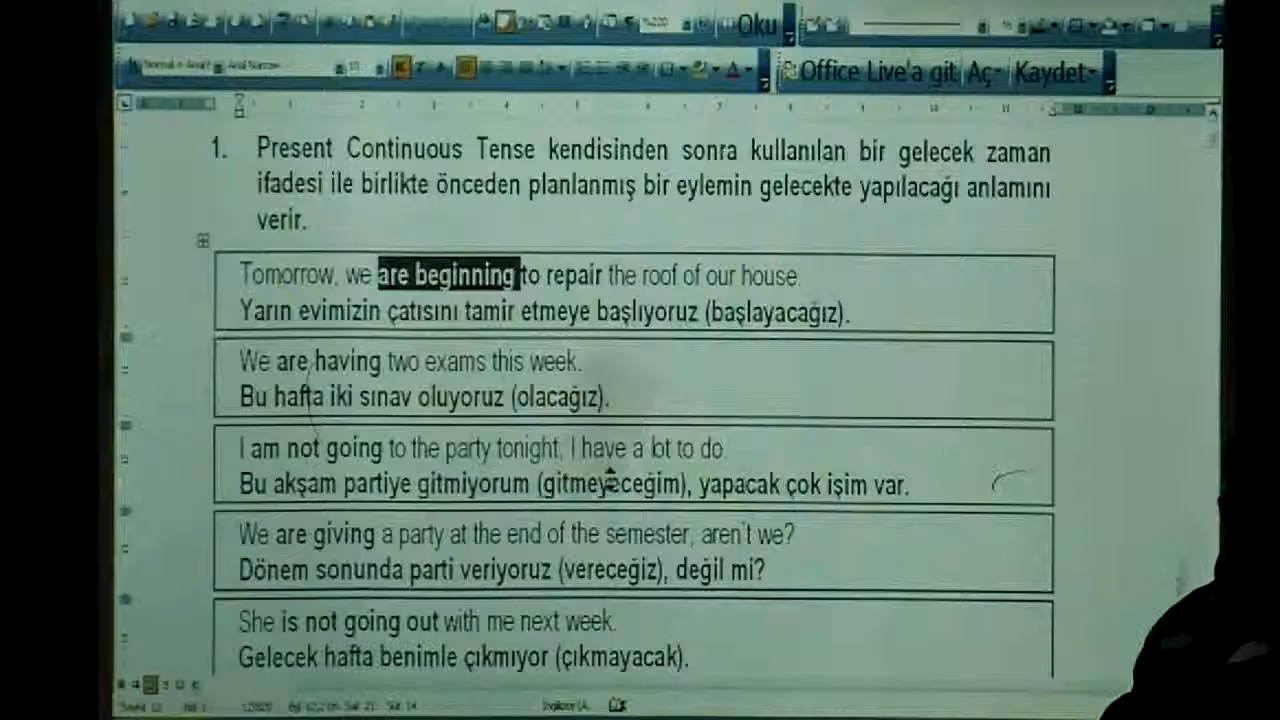 Oku
Office Live'a git Aç Kaydet
1. Present Continuous Tense kendisinden sonra kullanılan bir gelecek zaman
ifadesi ile birlikte önceden planlanmış bir eylemin gelecekte yapılacağı anlamını
verir.
Tomorrow, we are beginning to repair the roof of our house.
Yarın evimizin çatısını tamir etmeye başlıyoruz (başlayacağız).
We are having two exams this week.
Bu hafta iki sınav oluyoruz (olacağız).
I am not going to the party tonight, I have a lot to do.
Bu akşam partiye gitmiyorum (gitmeyeceğim), yapacak çok işim var.
We are giving a party at the end of the semester, aren't we?
Dönem sonunda parti veriyoruz (vereceğiz), değil mi?
She is not going out with me next week.
Gelecek hafta benimle çıkmıyor (çıkmayacak).